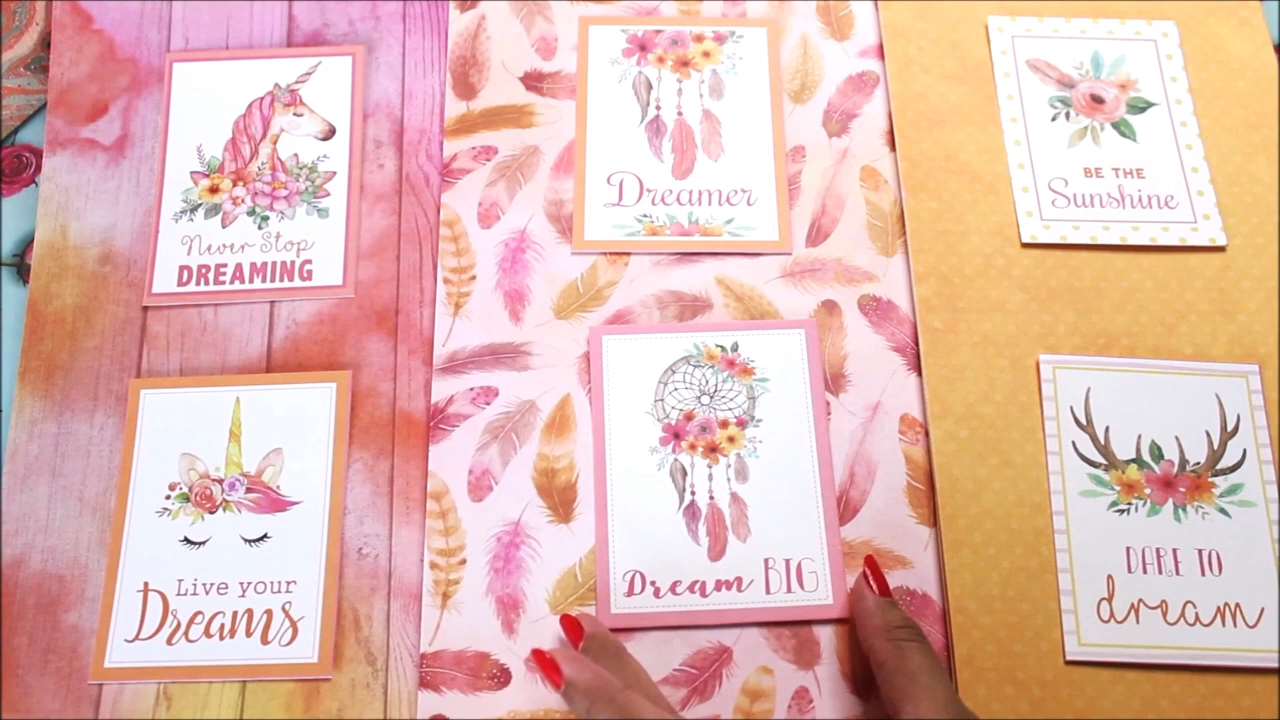 Never Stop
DREAMING
Dreamer
BE THE
Sunshine
Live your
Dreams
Dream BIG
DARE TO
dream